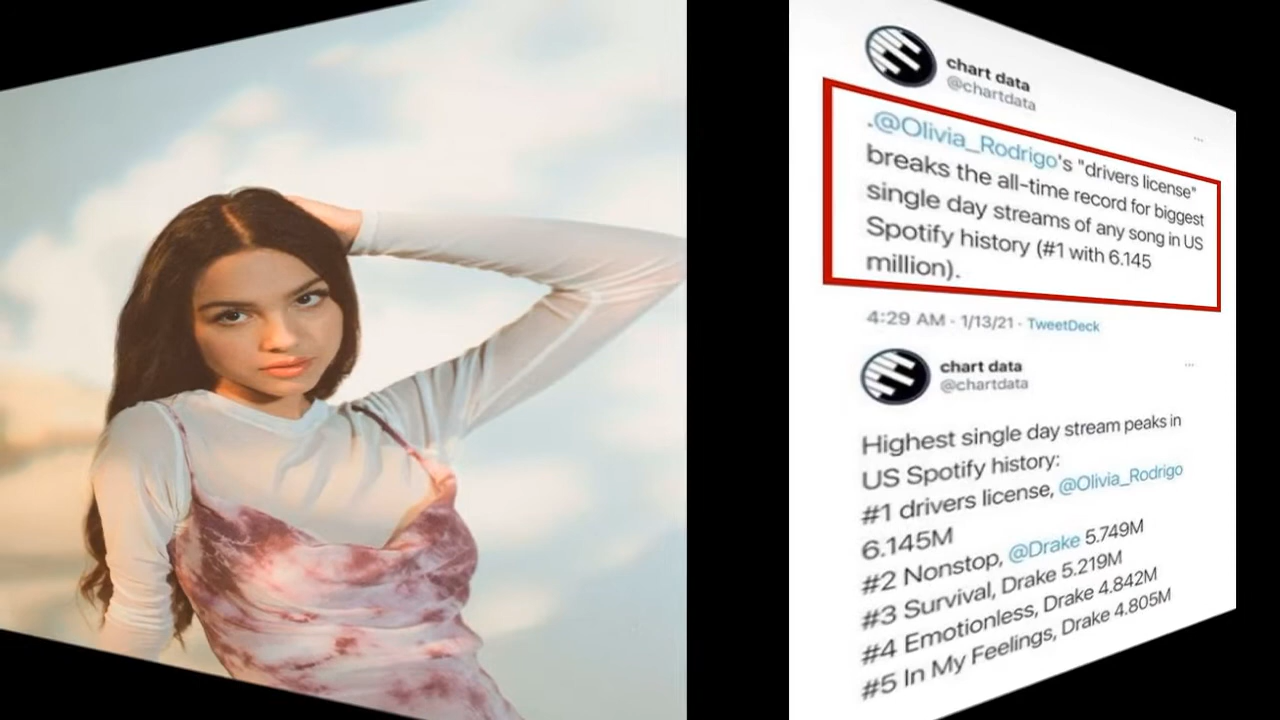 chart data
@chartdata
.@Olivia_Rodrigo's "drivers license"
breaks the all-time record for biggest
single day streams of any song in US
Spotify history (#1 with 6.145
million).
4:29 AM · 1/13/21 · TweetDeck
chart data
@chartdata
Highest single day stream peaks in
US Spotify history:
#1 drivers license, @Olivia_Rodrigo
6.145M
#2 Nonstop, @Drake 5.749M
#3 Survival, Drake 5.219M
#4 Emotionless, Drake 4.842M
#5 In My Feelings, Drake 4.805M